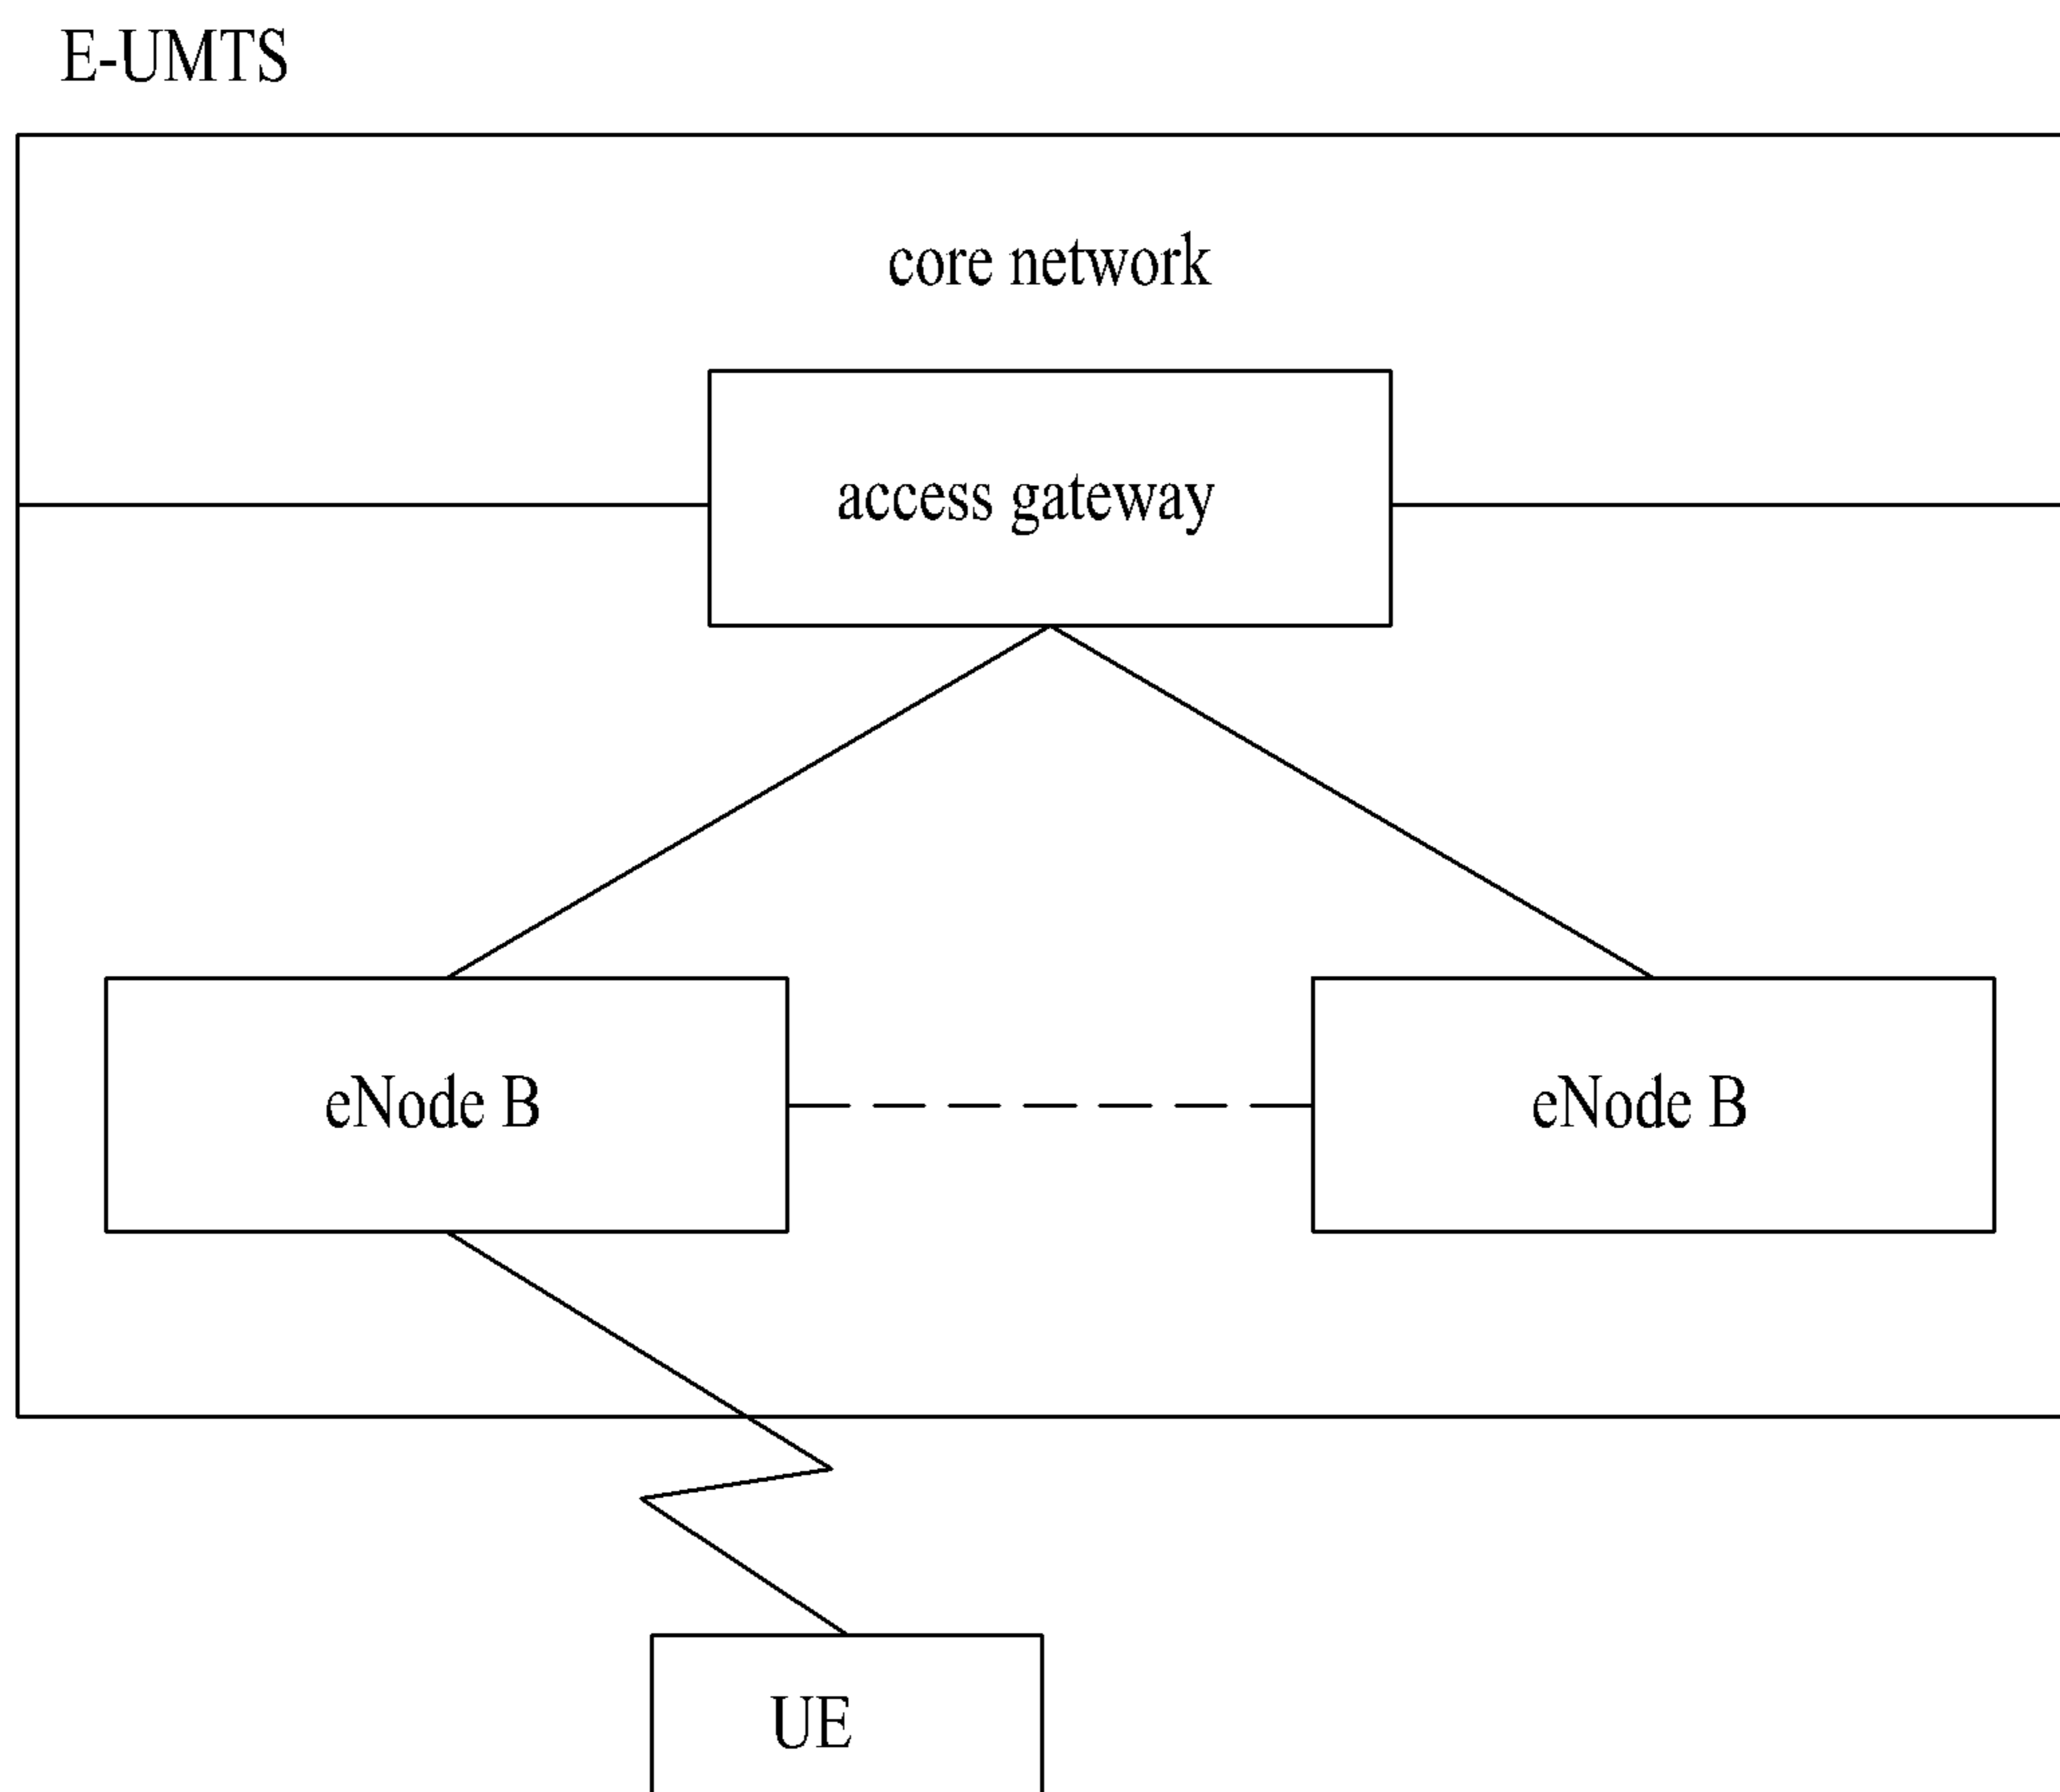 E-UMTS
core network
access gateway
eNode B
eNode B
UE